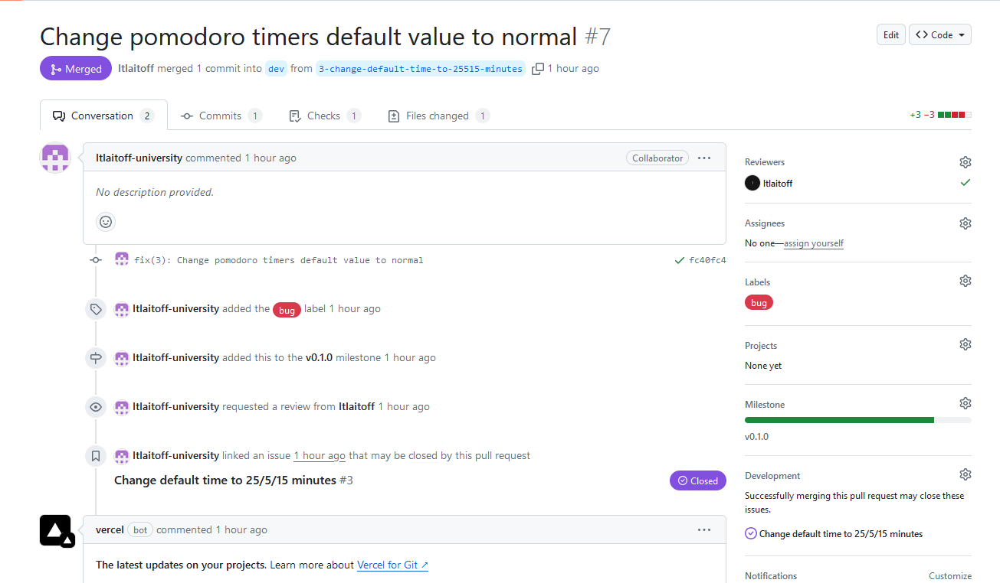 Change pomodoro timers default value to normal #7
Edit
Code
Merged
ltlaitoff merged 1 commit into dev from 3-change-default-time-to-25515-minutes 1 hour ago
Conversation 2
Commits 1
Checks 1
Files changed 1
+3 −3
ltlaitoff-university commented 1 hour ago
Collaborator
No description provided.
fix(3): Change pomodoro timers default value to normal
fc40fc4
ltlaitoff-university added the bug label 1 hour ago
ltlaitoff-university added this to the v0.1.0 milestone 1 hour ago
ltlaitoff-university requested a review from ltlaitoff 1 hour ago
ltlaitoff-university linked an issue 1 hour ago that may be closed by this pull request
Change default time to 25/5/15 minutes #3
Closed
vercel bot commented 1 hour ago
The latest updates on your projects. Learn more about Vercel for Git ↗
Reviewers
ltlaitoff
Assignees
No one—assign yourself
Labels
bug
Projects
None yet
Milestone
v0.1.0
Development
Successfully merging this pull request may close these
issues.
Change default time to 25/5/15 minutes
Notifications
Customize